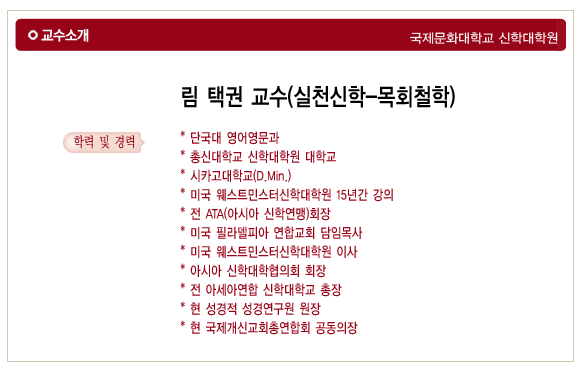 교수소개
국제문화대학교 신학대학원
림 택권 교수(실천신학-목회철학)
학력 및 경력
* 단국대 영어영문과
* 총신대학교 신학대학원 대학교
* 시카고대학교(D.Min.)
* 미국 웨스트민스터신학대학원 15년간 강의
* 전 ATA(아시아 신학연맹)회장
* 미국 필라델피아 연합교회 담임목사
* 미국 웨스트민스터신학대학원 이사
* 아시아 신학대학협의회 회장
* 전 아세아연합 신학대학교 총장
* 현 성경적 성경연구원 원장
* 현 국제개신교회총연합회 공동의장